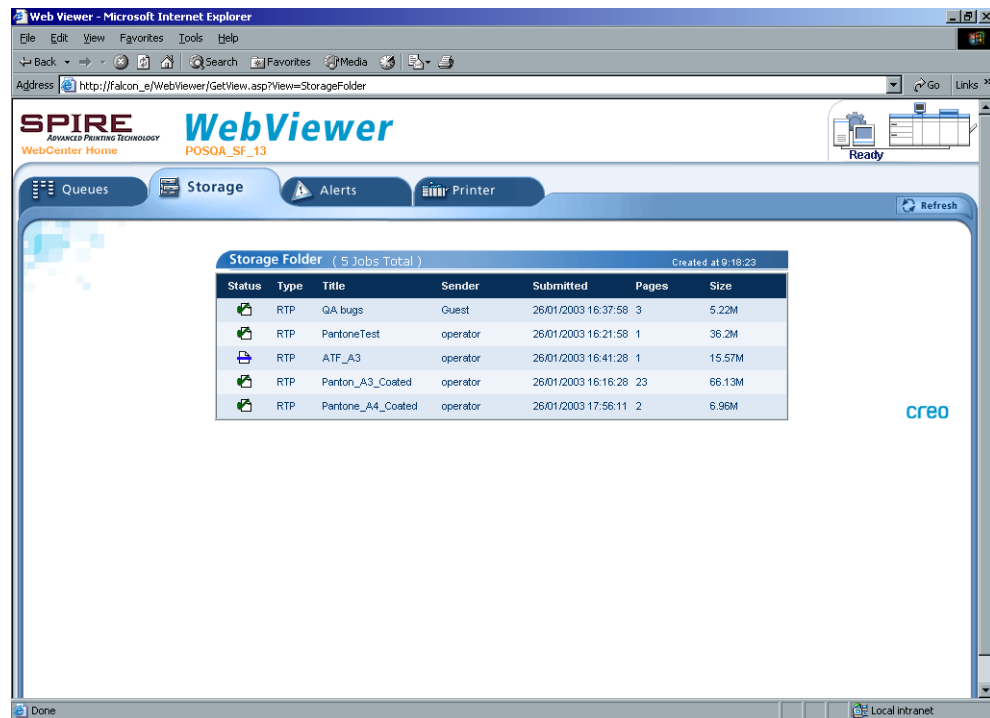 Web Viewer - Microsoft Internet Explorer
File Edit View Favorites Tools Help
Back Search Favorites Media
Address http://falcon_e/WebViewer/GetView.asp?View=StorageFolder Go Links »
SPIRE
ADVANCED PRINTING TECHNOLOGY
WebCenter Home
WebViewer
POSQA_SF_13
Ready
Queues Storage Alerts Printer
Refresh
Storage Folder ( 5 Jobs Total ) Created at 9:18:23
Status Type Title Sender Submitted Pages Size
RTP QA bugs Guest 26/01/2003 16:37:58 3 5.22M
RTP PantoneTest operator 26/01/2003 16:21:58 1 36.2M
RTP ATF_A3 operator 26/01/2003 16:41:28 1 15.57M
RTP Panton_A3_Coated operator 26/01/2003 16:16:28 23 66.13M
RTP Pantone_A4_Coated operator 26/01/2003 17:56:11 2 6.96M
creo
Done Local intranet